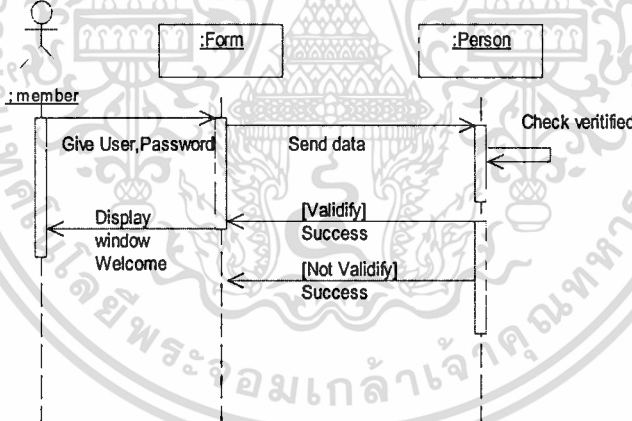 :Form
:Person
: member
Give User,Password
Send data
Check veritified
Display
window
Welcome
[Validify]
Success
[Not Validify]
Success